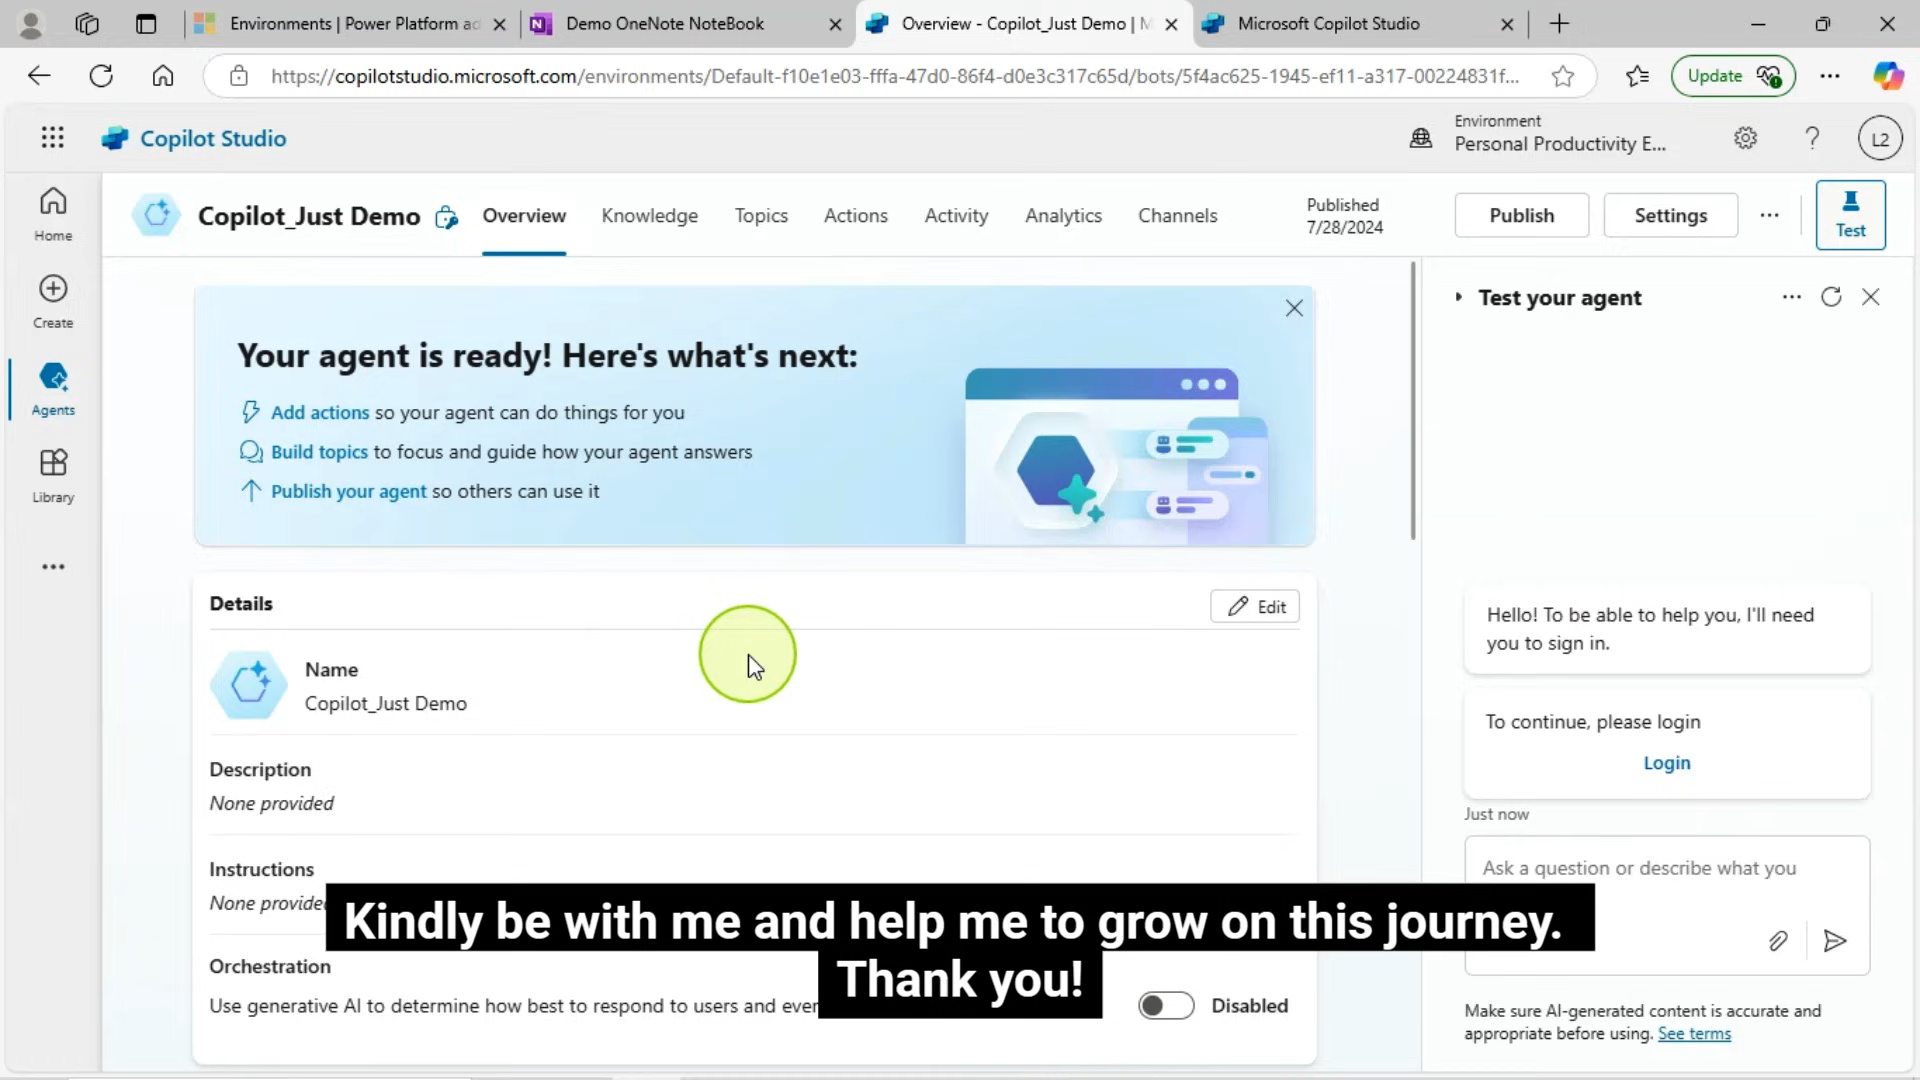 Environments | Power Platform ad
Demo OneNote NoteBook
Overview - Copilot_Just Demo | M
Microsoft Copilot Studio
https://copilotstudio.microsoft.com/environments/Default-f10e1e03-fffa-47d0-86f4-d0e3c317c65d/bots/5f4ac625-1945-ef11-a317-00224831f...
Update
Copilot Studio
Environment
Personal Productivity E...
L2
Home
Create
Agents
Library
Copilot_Just Demo
Overview
Knowledge
Topics
Actions
Activity
Analytics
Channels
Published
7/28/2024
Publish
Settings
Test
Your agent is ready! Here's what's next:
Add actions so your agent can do things for you
Build topics to focus and guide how your agent answers
Publish your agent so others can use it
Details
Edit
Name
Copilot_Just Demo
Description
None provided
Instructions
None provided
Orchestration
Use generative AI to determine how best to respond to users and even
Disabled
Test your agent
Hello! To be able to help you, I'll need
you to sign in.
To continue, please login
Login
Just now
Ask a question or describe what you
Make sure AI-generated content is accurate and
appropriate before using. See terms
Kindly be with me and help me to grow on this journey.
Thank you!